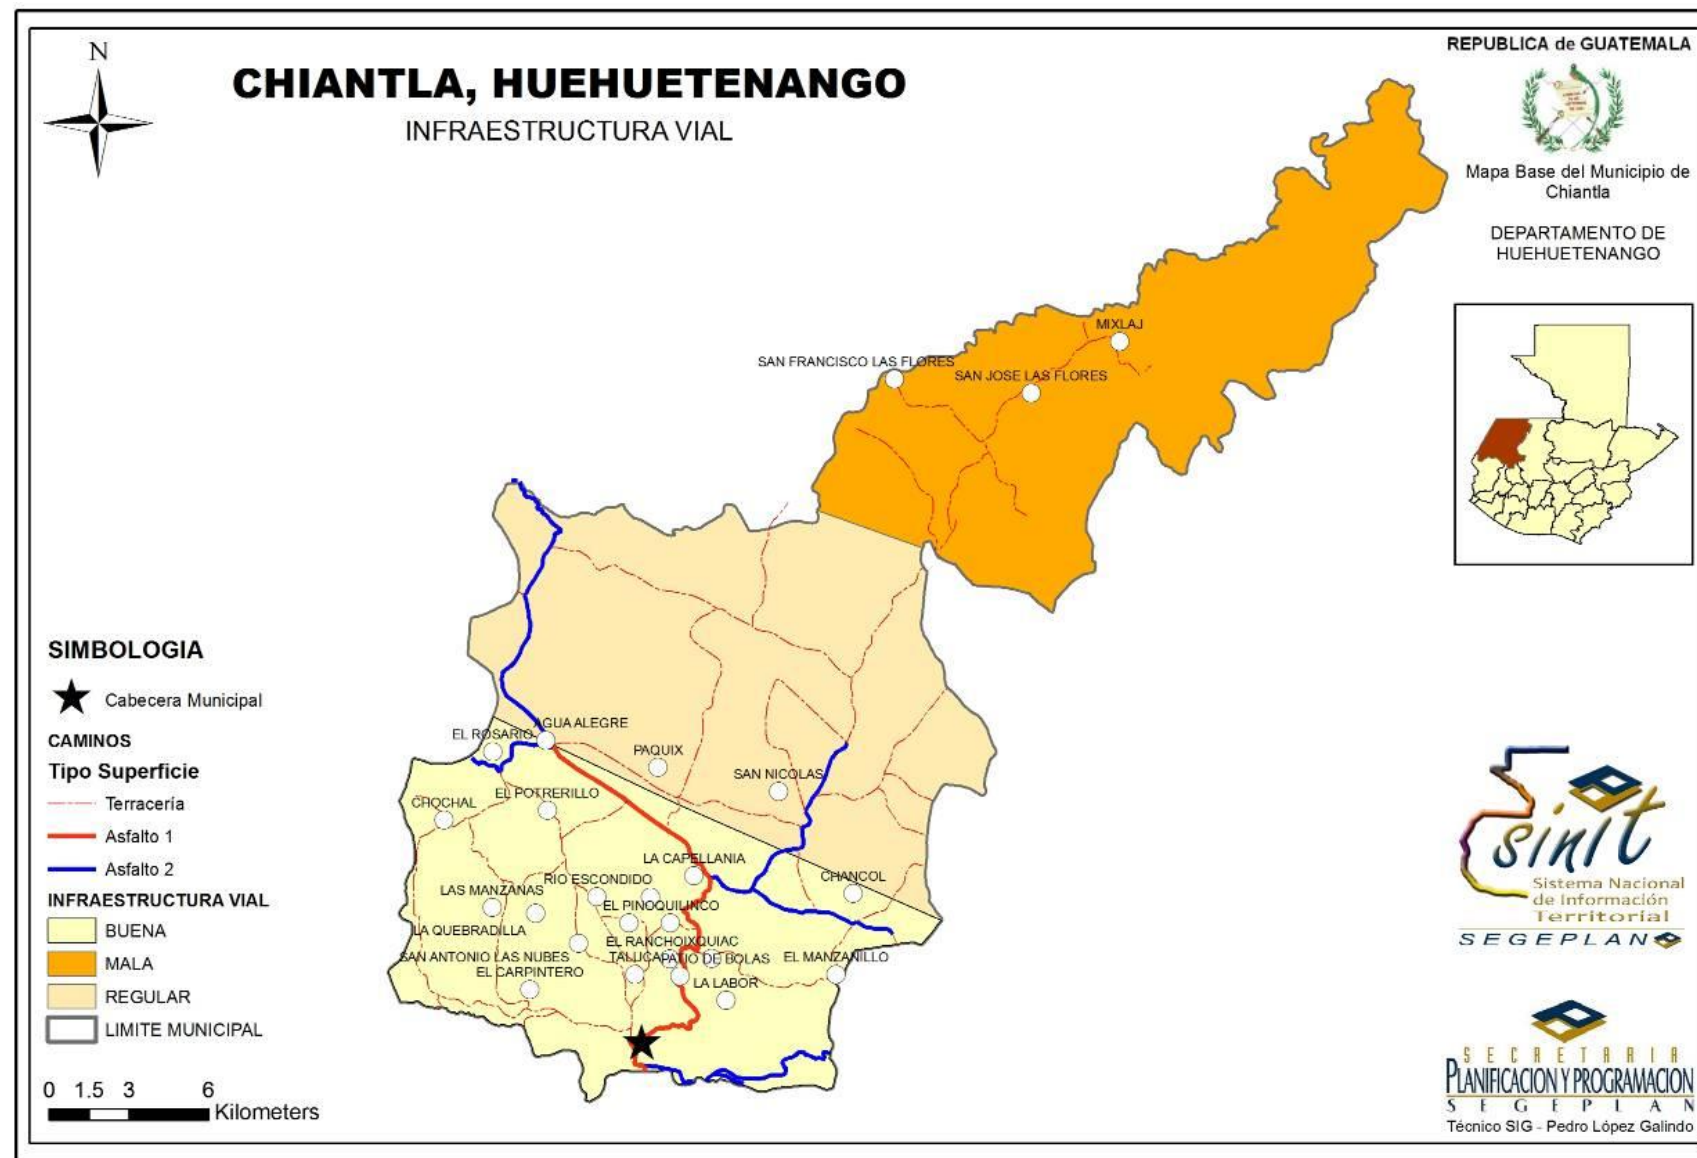 N
CHIANTLA, HUEHUETENANGO
INFRAESTRUCTURA VIAL
REPUBLICA de GUATEMALA
Mapa Base del Municipio de
Chiantla
DEPARTAMENTO DE
HUEHUETENANGO
MIXLAJ
SAN FRANCISCO LAS FLORES
SAN JOSE LAS FLORES
AGUA ALEGRE
EL ROSARIO
PAQUIX
SAN NICOLAS
EL POTRERILLO
CHOCHAL
LA CAPELLANIA
RIO ESCONDIDO
CHANCOL
LAS MANZANAS
EL PINO
QUILINCO
LA QUEBRADILLA
EL RANCHO
IXQUIAC
SAN ANTONIO LAS NUBES
TALUCA
PATIO DE BOLAS
EL MANZANILLO
EL CARPINTERO
LA LABOR
SIMBOLOGIA
Cabecera Municipal
CAMINOS
Tipo Superficie
Terracería
Asfalto 1
Asfalto 2
INFRAESTRUCTURA VIAL
BUENA
MALA
REGULAR
LIMITE MUNICIPAL
0 1.5 3 6
Kilometers
sinit
Sistema Nacional
de Información
Territorial
SEGEPLAN
SECRETARIA
PLANIFICACION Y PROGRAMACION
SEGEPLAN
Técnico SIG - Pedro López Galindo